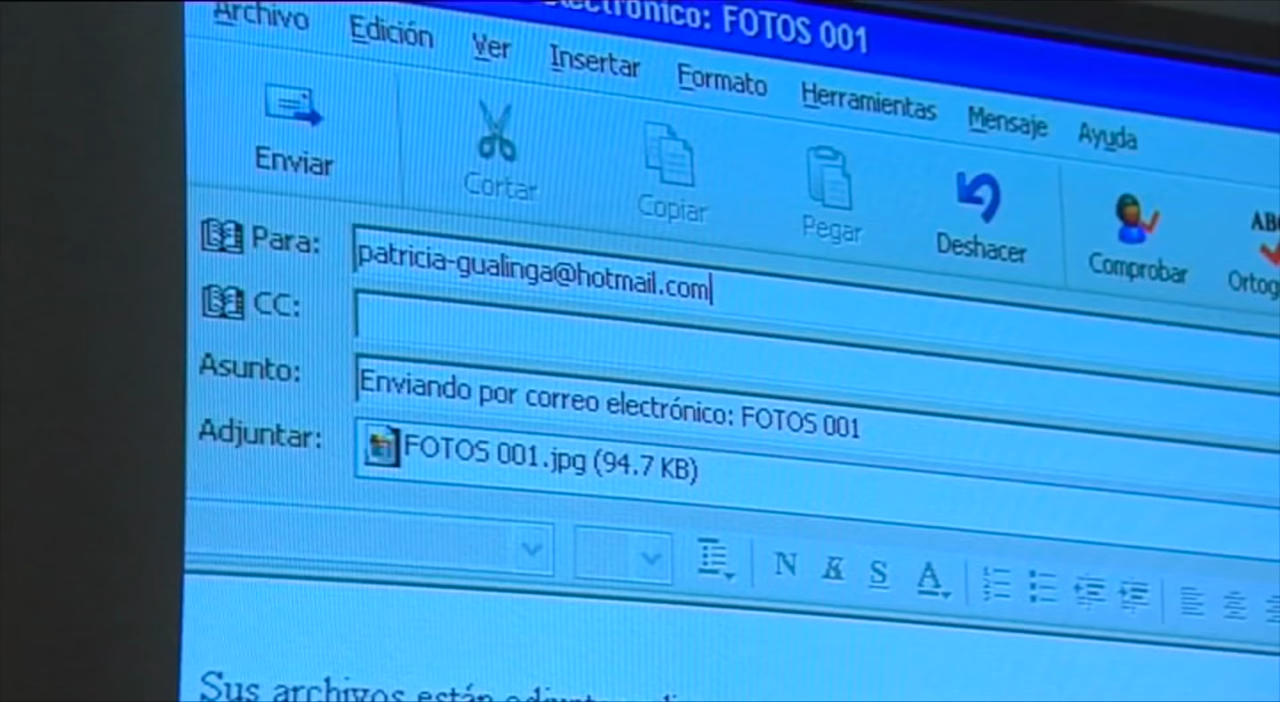 electrónico: FOTOS 001
Archivo Edición Ver Insertar Formato Herramientas Mensaje Ayuda
Enviar Cortar Copiar Pegar Deshacer Comprobar
ABC
Para: patricia-gualinga@hotmail.com
CC:
Asunto: Enviando por correo electrónico: FOTOS 001
Adjuntar: FOTOS 001.jpg (94.7 KB)
N K S A
Sus archivos están